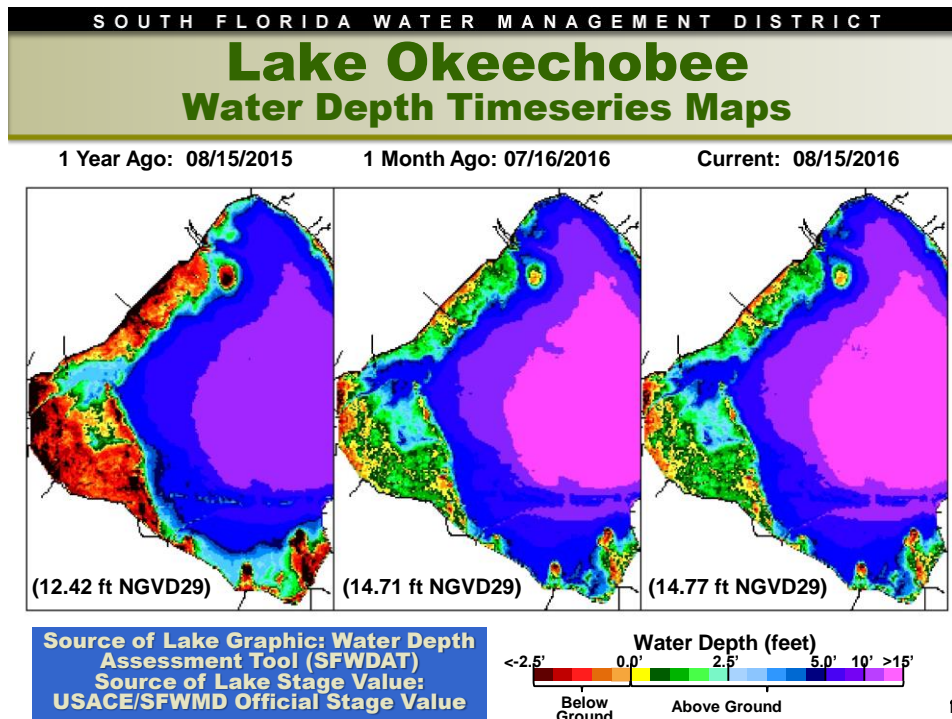 SOUTH FLORIDA WATER MANAGEMENT DISTRICT
Lake Okeechobee
Water Depth Timeseries Maps
1 Year Ago: 08/15/2015
1 Month Ago: 07/16/2016
Current: 08/15/2016
(12.42 ft NGVD29)
(14.71 ft NGVD29)
(14.77 ft NGVD29)
Source of Lake Graphic: Water Depth
Assessment Tool (SFWDAT)
Source of Lake Stage Value:
USACE/SFWMD Official Stage Value
Water Depth (feet)
<-2.5' 0.0' 2.5' 5.0' 10' >15'
Below
Ground
Above Ground